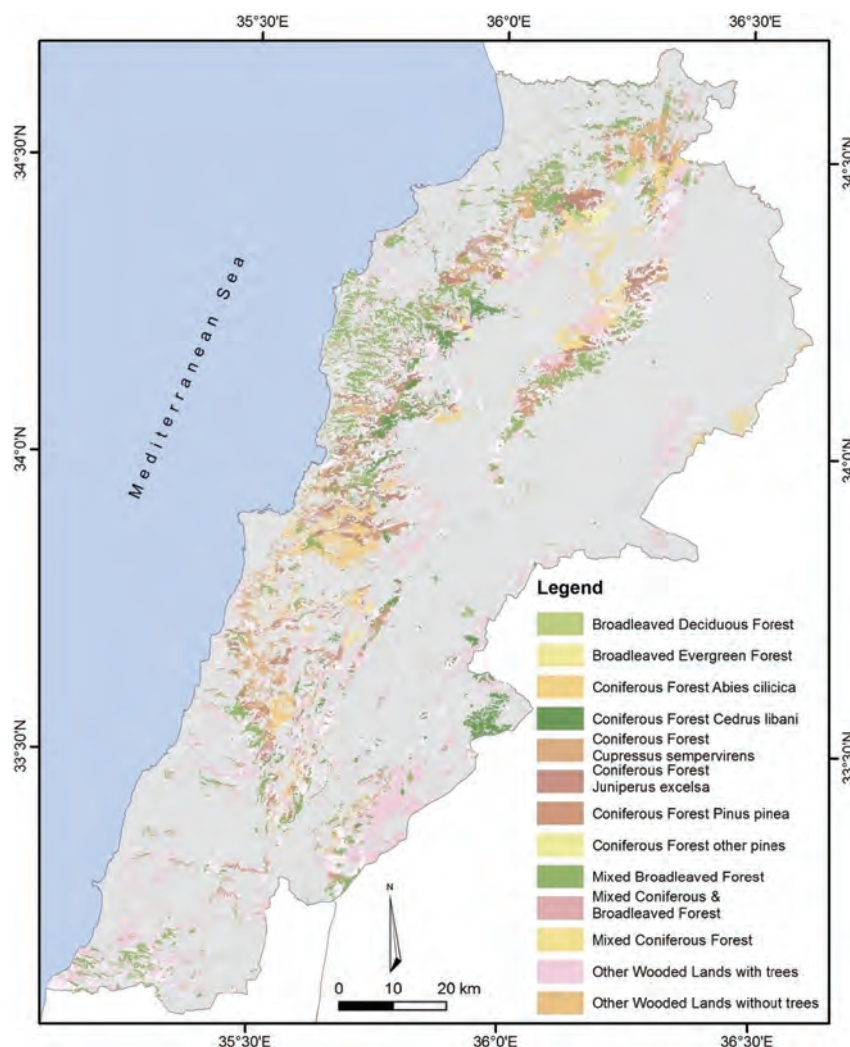 35°30'E 36°0'E 36°30'E
34°30'N 34°30'N
Mediterranean Sea
34°0'N 34°0'N
33°30'N 33°30'N
Legend
Broadleaved Deciduous Forest
Broadleaved Evergreen Forest
Coniferous Forest Abies cilicica
Coniferous Forest Cedrus libani
Coniferous Forest
Cupressus sempervirens
Coniferous Forest
Juniperus excelsa
Coniferous Forest Pinus pinea
Coniferous Forest other pines
Mixed Broadleaved Forest
Mixed Coniferous &
Broadleaved Forest
Mixed Coniferous Forest
Other Wooded Lands with trees
Other Wooded Lands without trees
N
0 10 20 km
35°30'E 36°0'E 36°30'E